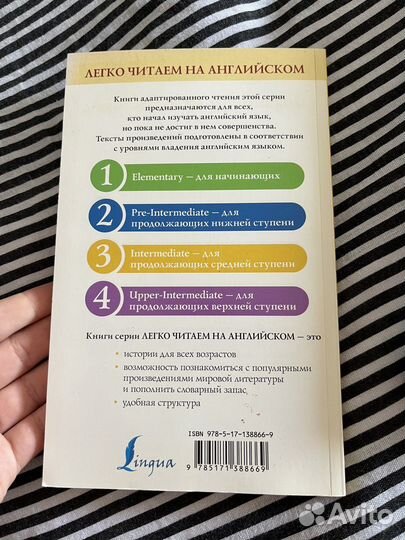 ЛЕГКО ЧИТАЕМ НА АНГЛИЙСКОМ
Книги адаптированного чтения этой серии
предназначаются для всех,
кто начал изучать английский язык,
но пока не достиг в нем совершенства.
Тексты произведений подготовлены в соответствии
с уровнями владения английским языком.
1 Elementary – для начинающих
2 Pre-Intermediate – для
продолжающих нижней ступени
3 Intermediate – для
продолжающих средней ступени
4 Upper-Intermediate – для
продолжающих верхней ступени
Книги серии ЛЕГКО ЧИТАЕМ НА АНГЛИЙСКОМ – это
• истории для всех возрастов
• возможность познакомиться с популярными
произведениями мировой литературы и
пополнить словарный запас
• удобная структура
ISBN 978-5-17-138866-9
Lingua
9 785171 388669
Avito